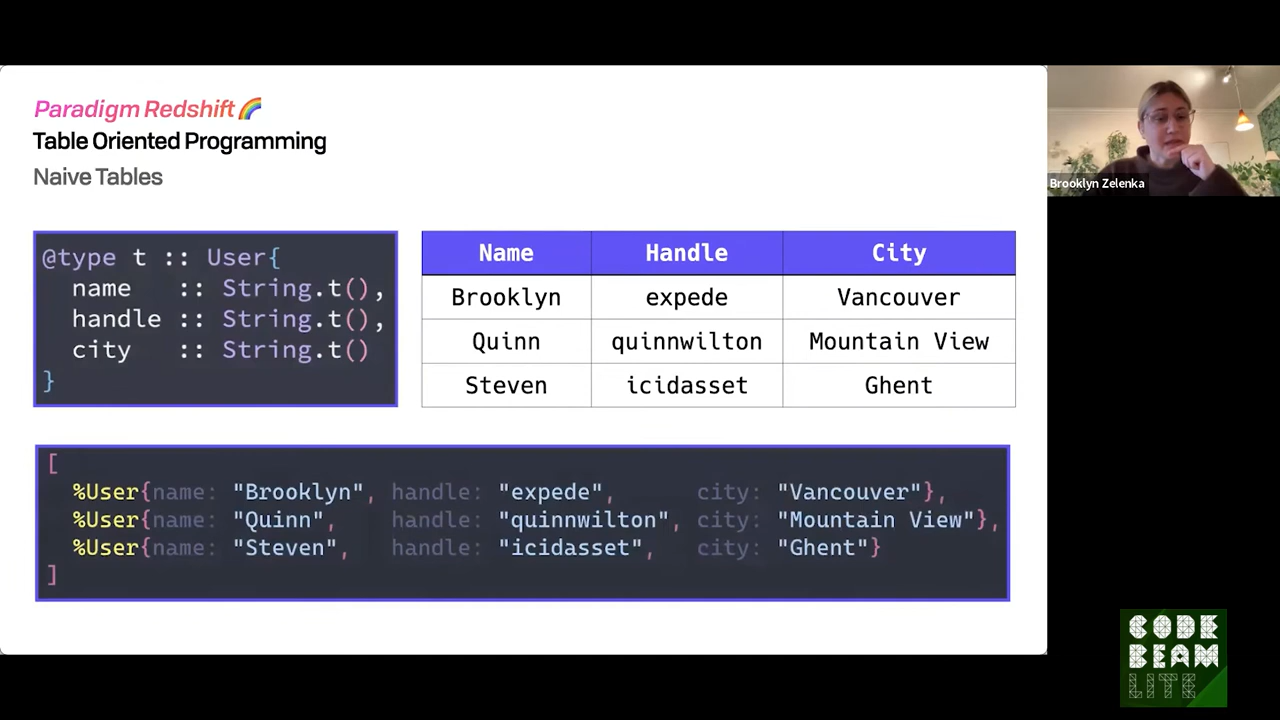 Paradigm Redshift🌈
Table Oriented Programming
Naive Tables
@type t :: User{
name :: String.t(),
handle :: String.t(),
city :: String.t()
}
Name Handle City
Brooklyn expede Vancouver
Quinn quinnwilton Mountain View
Steven icidasset Ghent
[
%User{name: "Brooklyn", handle: "expede", city: "Vancouver"},
%User{name: "Quinn", handle: "quinnwilton", city: "Mountain View"},
%User{name: "Steven", handle: "icidasset", city: "Ghent"}
]
Brooklyn Zelenka
CODE
BEAM
LITE